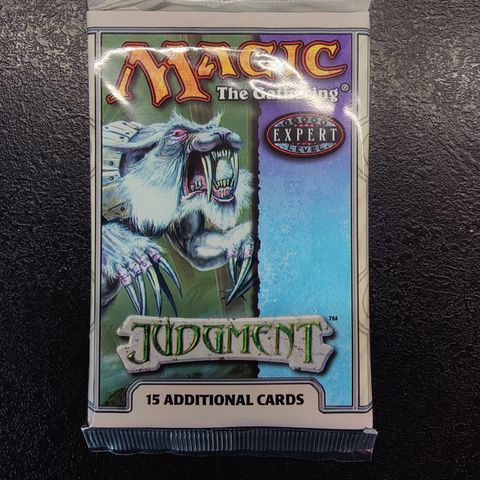 MAGIC
The Gathering®
EXPERT
LEVEL
JUDGMENT™
15 ADDITIONAL CARDS